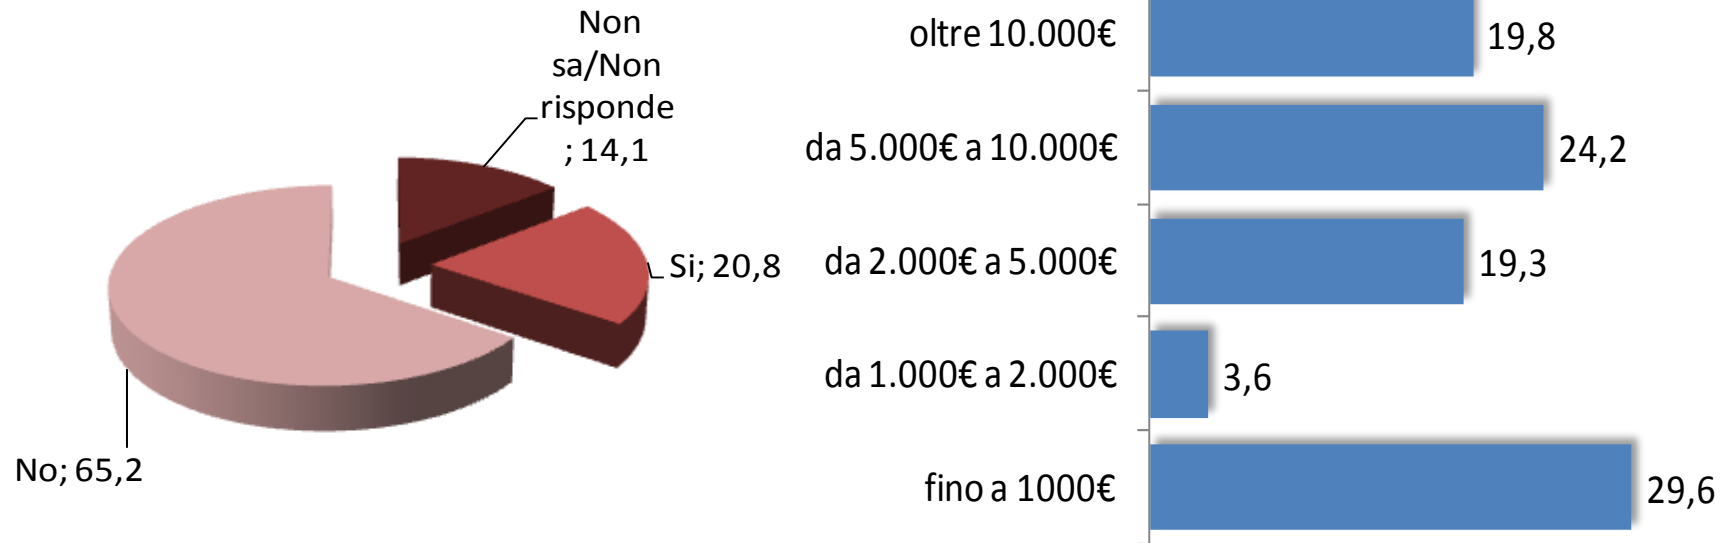 Non
sa/Non
risponde
; 14,1
Si; 20,8
No; 65,2
oltre 10.000€
19,8
da 5.000€ a 10.000€
24,2
da 2.000€ a 5.000€
19,3
da 1.000€ a 2.000€
3,6
fino a 1000€
29,6